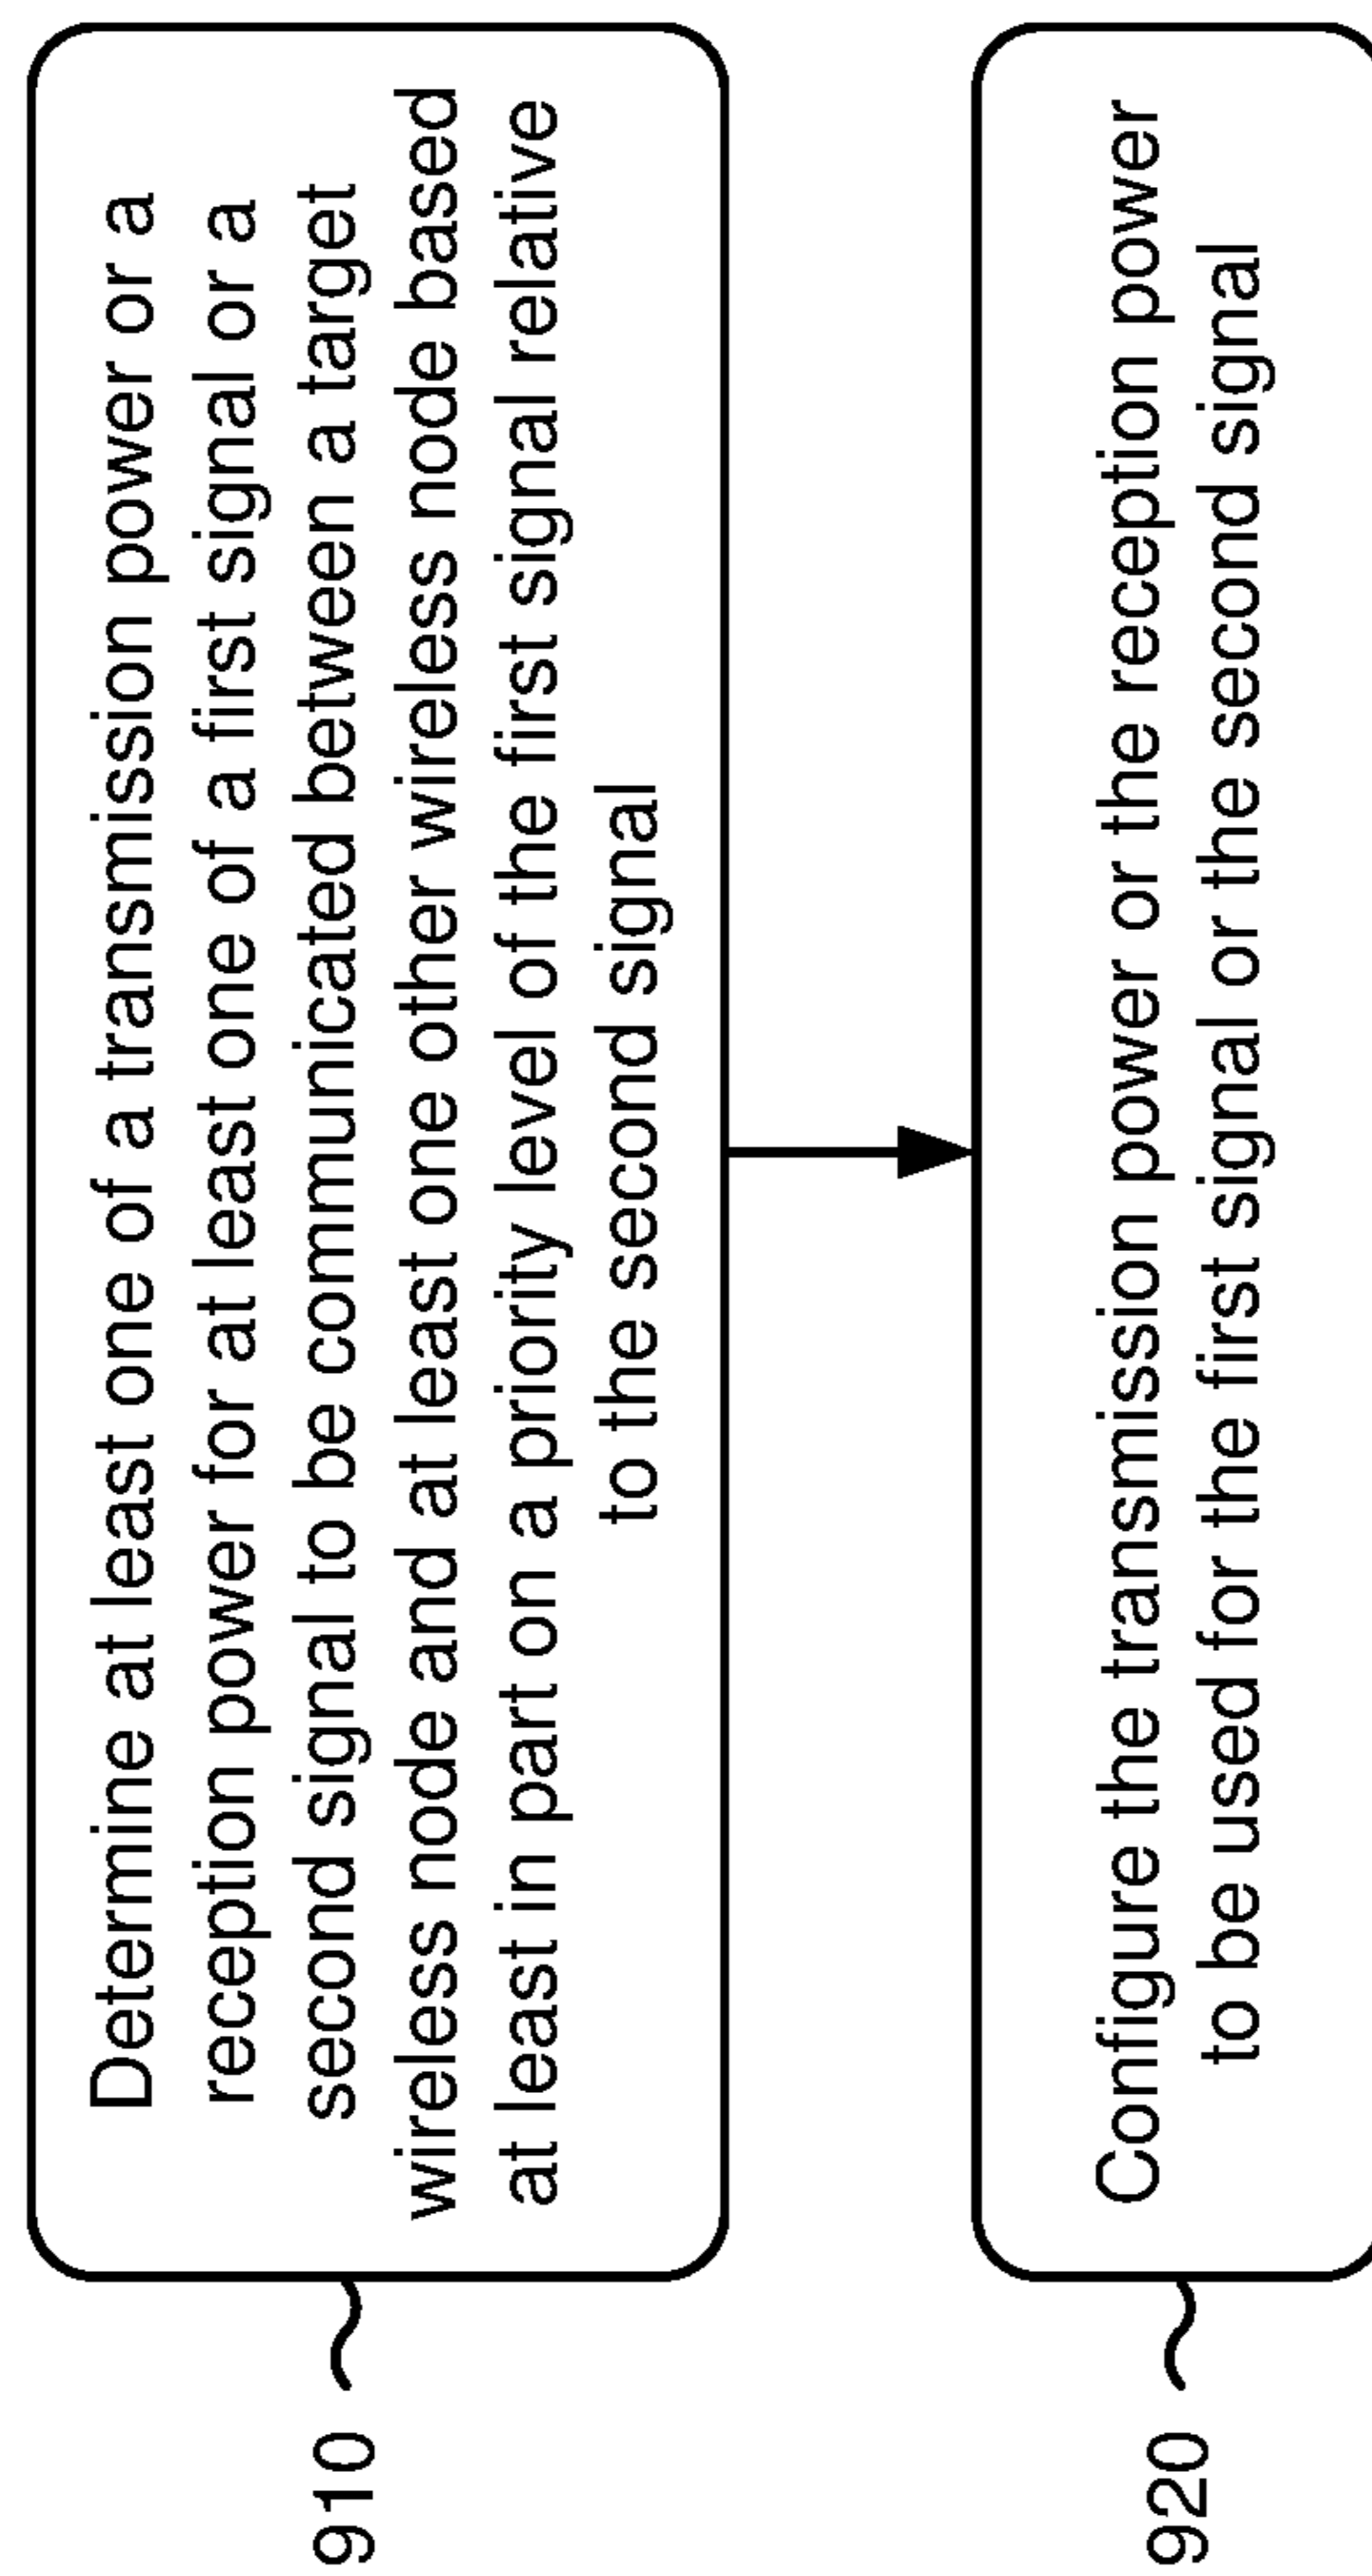 910
Determine at least one of a transmission power or a
reception power for at least one of a first signal or a
second signal to be communicated between a target
wireless node and at least one other wireless node based
at least in part on a priority level of the first signal relative
to the second signal
920
Configure the transmission power or the reception power
to be used for the first signal or the second signal